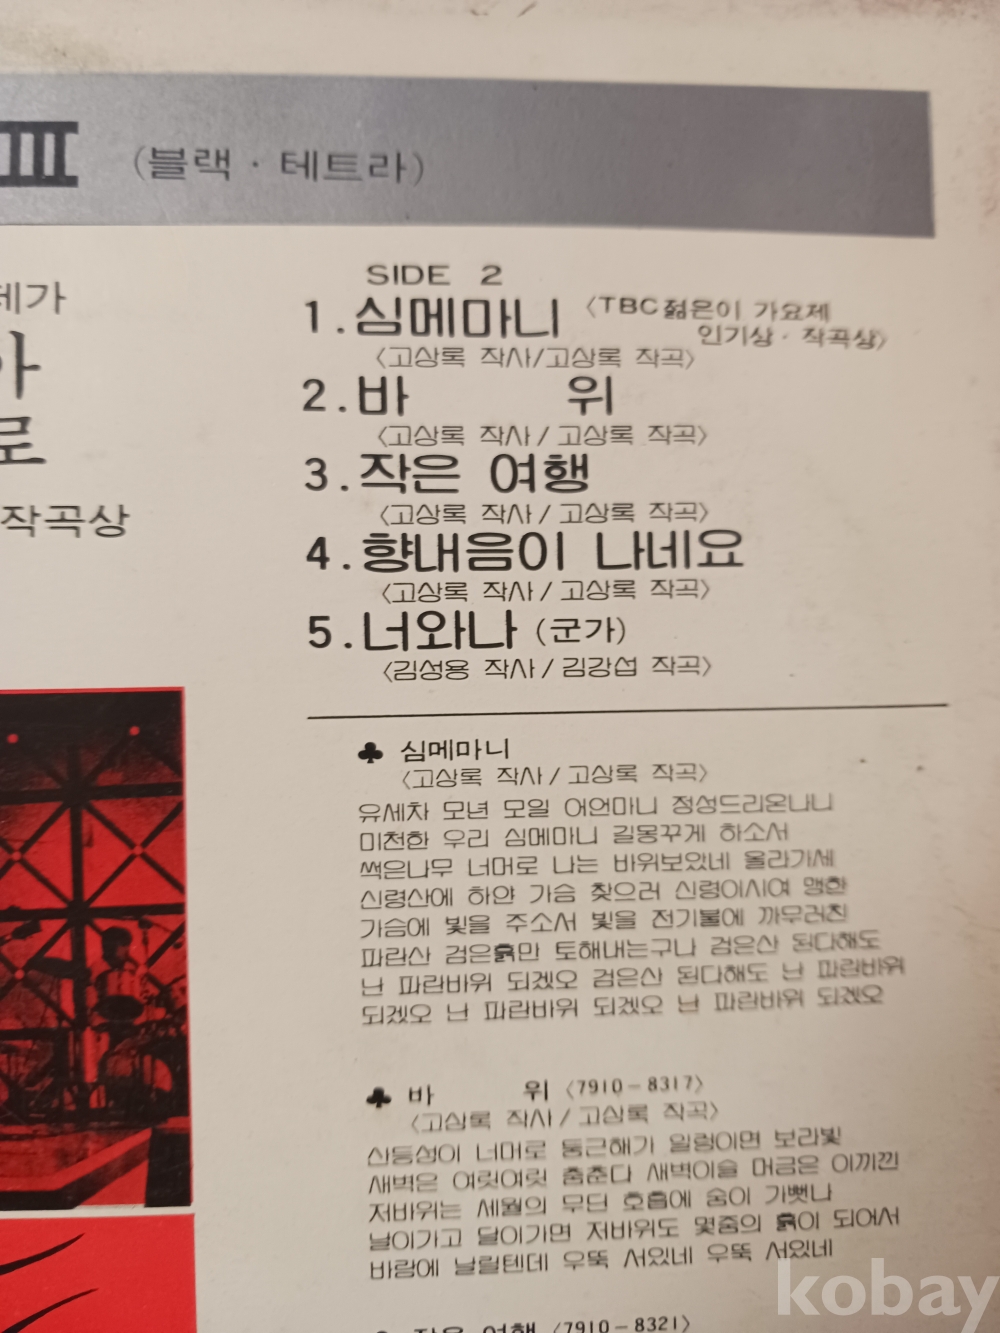 III (블랙·테트라)
제가
아
로
작곡상
SIDE 2
1. 심메마니 〈TBC젊은이 가요제
인기상·작곡상〉
〈고상록 작사/고상록 작곡〉
2. 바 위
〈고상록 작사/고상록 작곡〉
3. 작은 여행
〈고상록 작사/고상록 작곡〉
4. 향내음이 나네요
〈고상록 작사/고상록 작곡〉
5. 너와나 (군가)
〈김성용 작사/김강섭 작곡〉
♣ 심메마니
〈고상록 작사/고상록 작곡〉
유세차 모년 모일 어언마니 정성드리온나니
미천한 우리 심메마니 길몽꾸게 하소서
썩은나무 너머로 나는 바위보았네 올라가세
신령산에 하얀 가슴 찾으러 신령이시여 맹한
가슴에 빛을 주소서 빛을 전기불에 까무러친
파란산 검은흙만 토해내는구나 검은산 된다해도
난 파란바위 되겠오 검은산 된다해도 난 파란바위
되겠오 난 파란바위 되겠오 난 파란바위 되겠오
♣ 바 위 〈7910-8317〉
〈고상록 작사/고상록 작곡〉
산등성이 너머로 둥근해가 일렁이면 보라빛
새벽은 여릿여릿 춤춘다 새벽이슬 머금은 이끼낀
저바위는 세월의 무딘 호흡에 숨이 가뻤나
날이가고 달이가면 저바위도 몇줌의 흙이 되어서
바람에 날릴텐데 우뚝 서있네 우뚝 서있네
작은 여행 〈7910-8321〉
kobay